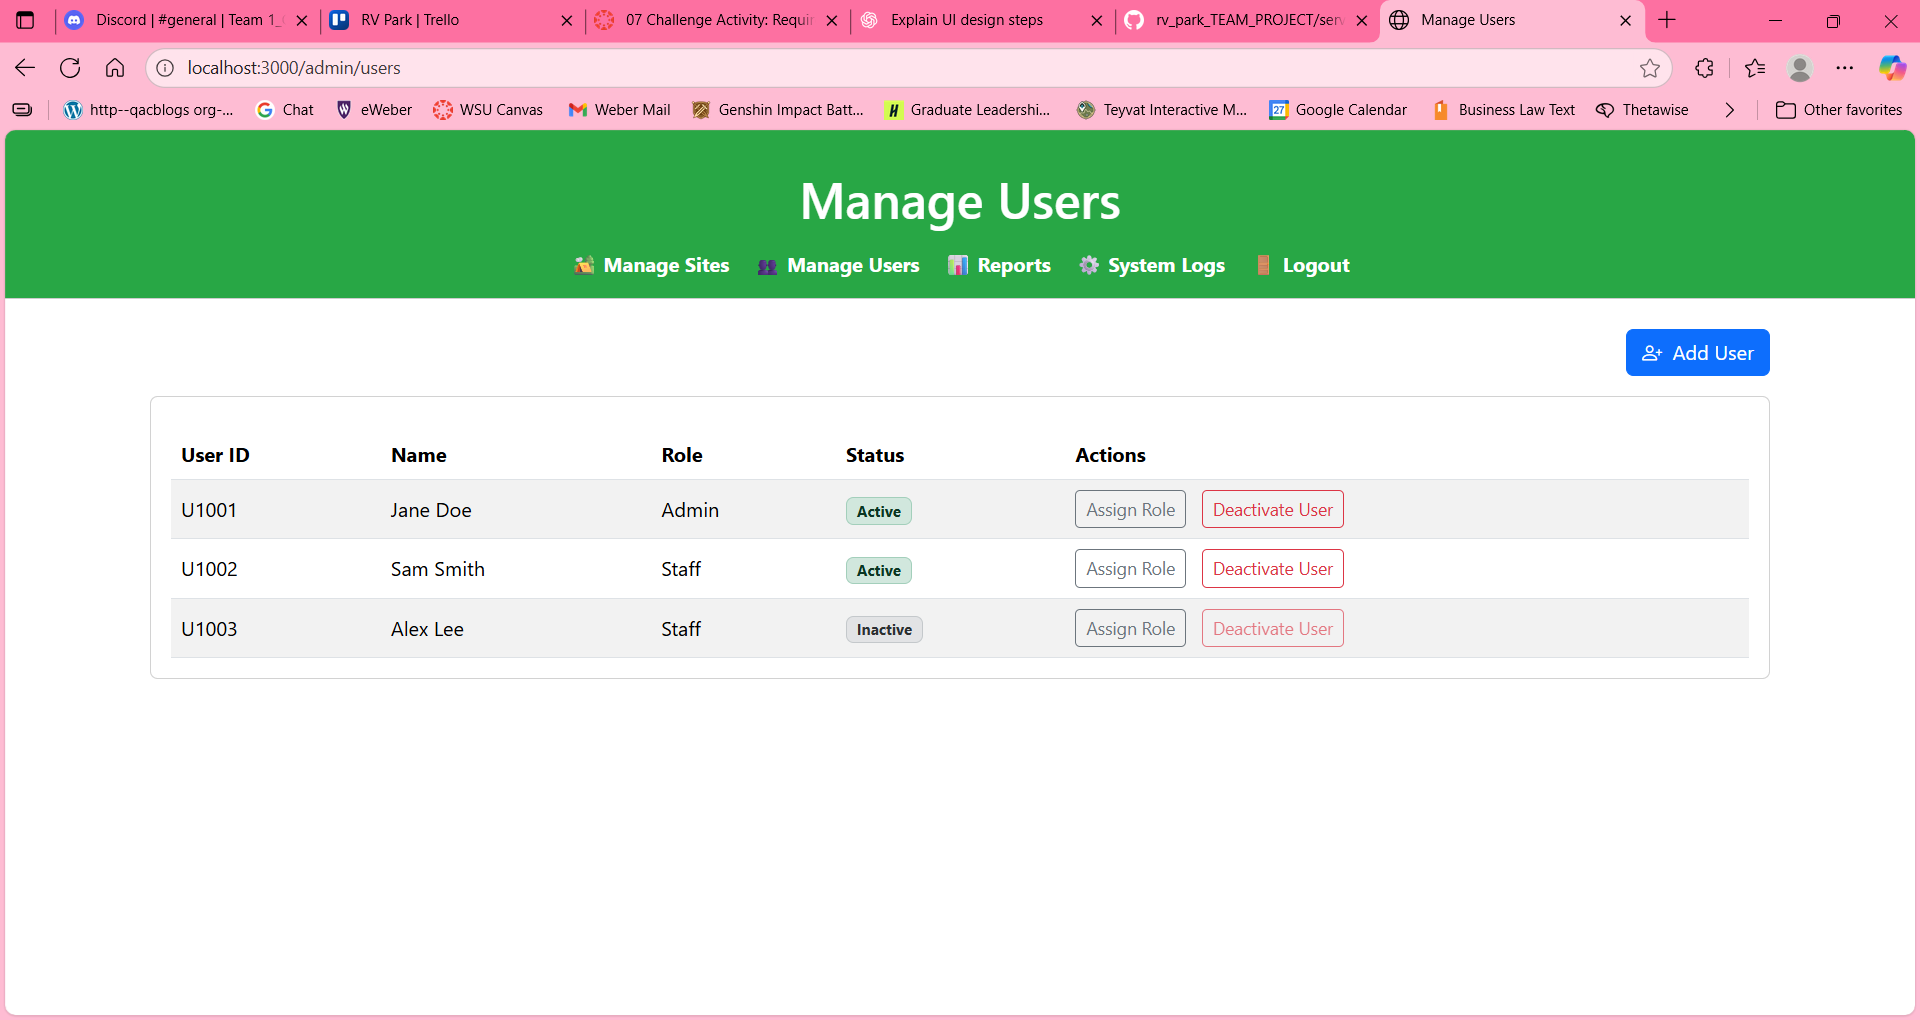 Discord | #general | Team 1_
RV Park | Trello
07 Challenge Activity: Requir
Explain UI design steps
rv_park_TEAM_PROJECT/serv
Manage Users
localhost:3000/admin/users
http--qacblogs org-...
Chat
eWeber
WSU Canvas
Weber Mail
Genshin Impact Batt...
Graduate Leadershi...
Teyvat Interactive M...
27
Google Calendar
Business Law Text
Thetawise
Other favorites
Manage Users
Manage Sites
Manage Users
Reports
System Logs
Logout
Add User
User ID Name Role Status Actions
U1001 Jane Doe Admin Active Assign Role Deactivate User
U1002 Sam Smith Staff Active Assign Role Deactivate User
U1003 Alex Lee Staff Inactive Assign Role Deactivate User